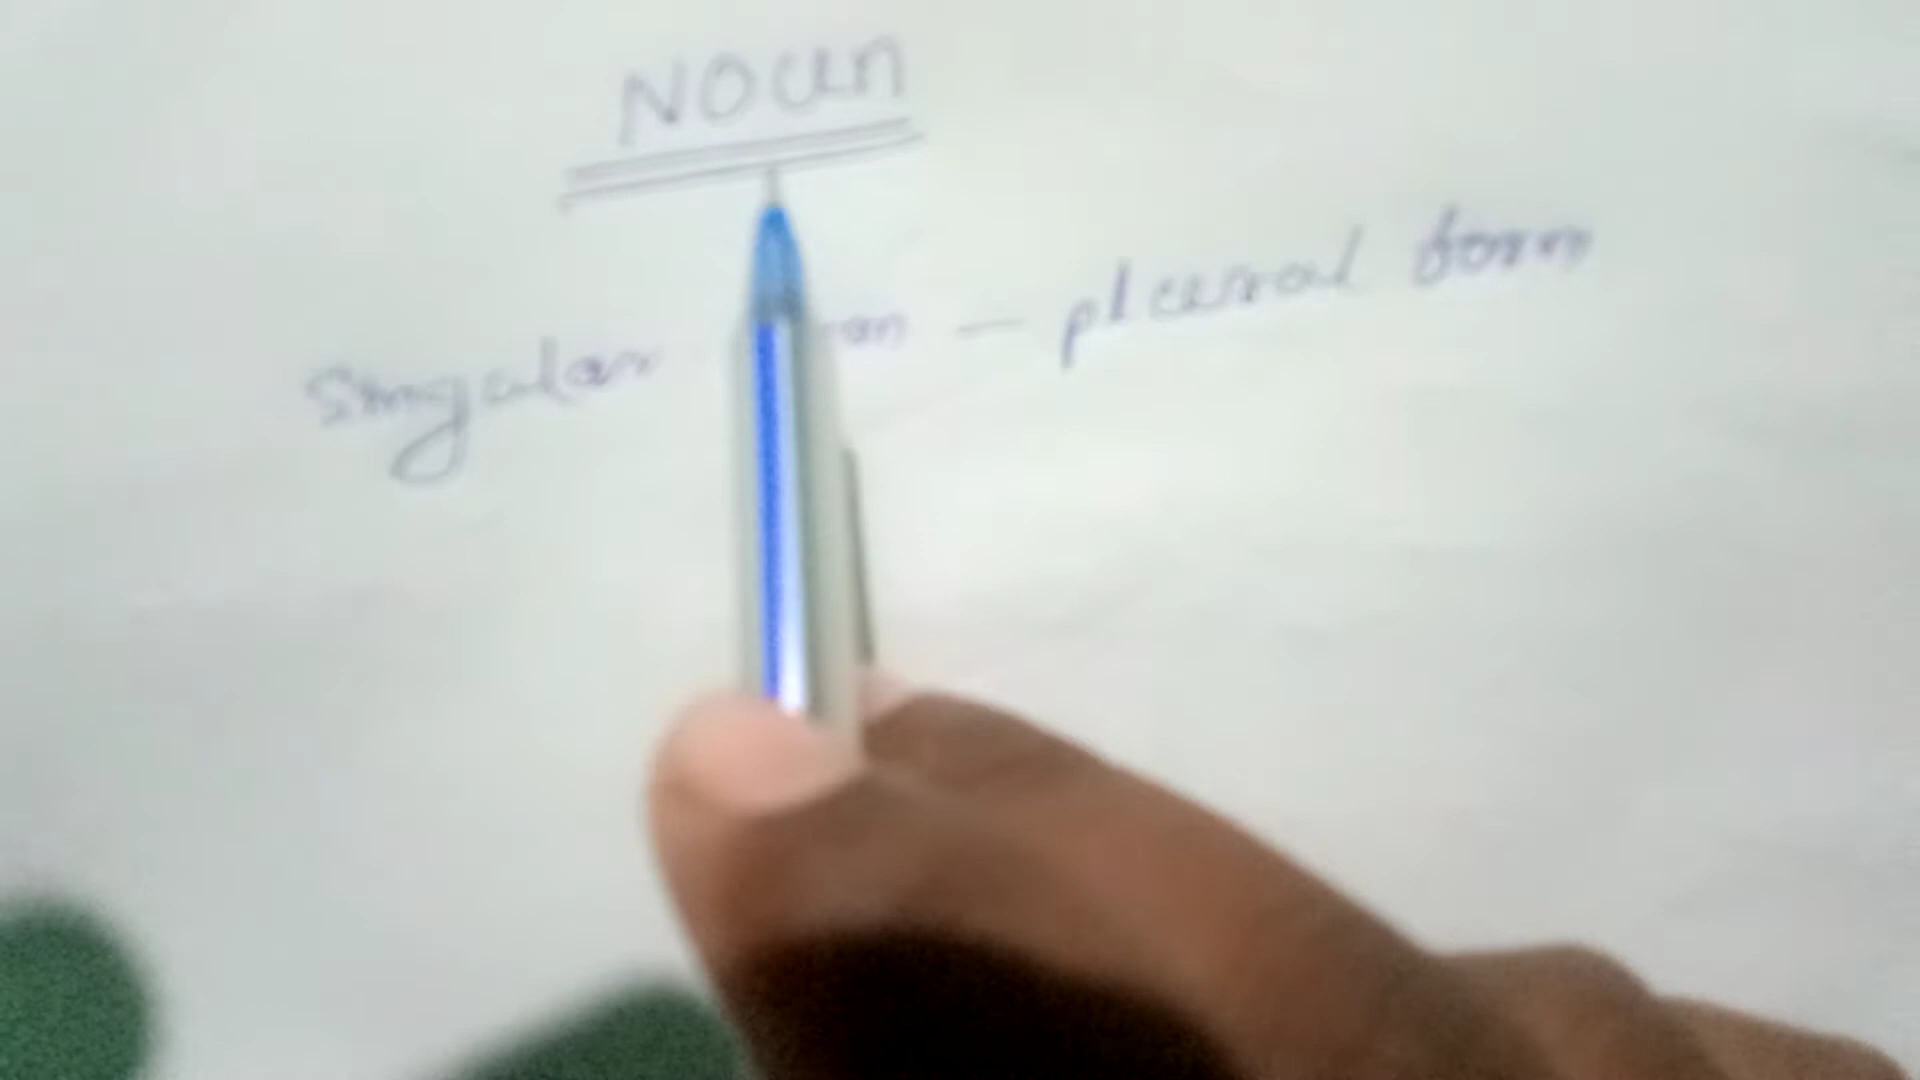 Noun
Singular – plural form